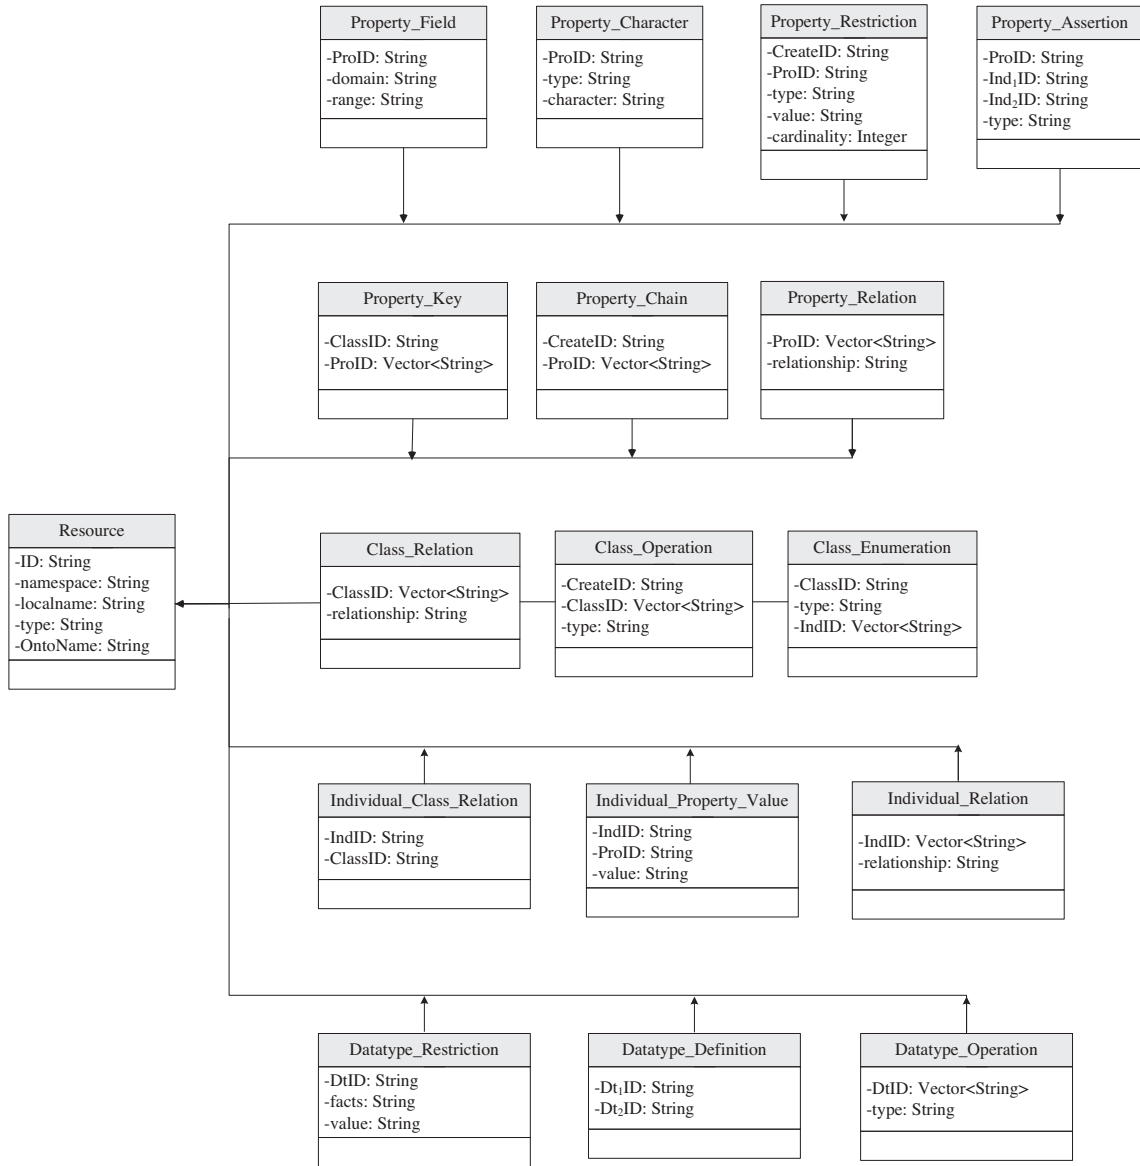 Property_Field
-ProID: String
-domain: String
-range: String
Property_Character
-ProID: String
-type: String
-character: String
Property_Restriction
-CreateID: String
-ProID: String
-type: String
-value: String
-cardinality: Integer
Property_Assertion
-ProID: String
-Ind₁ID: String
-Ind₂ID: String
-type: String
Property_Key
-ClassID: String
-ProID: Vector<String>
Property_Chain
-CreateID: String
-ProID: Vector<String>
Property_Relation
-ProID: Vector<String>
-relationship: String
Resource
-ID: String
-namespace: String
-localname: String
-type: String
-OntoName: String
Class_Relation
-ClassID: Vector<String>
-relationship: String
Class_Operation
-CreateID: String
-ClassID: Vector<String>
-type: String
Class_Enumeration
-ClassID: String
-type: String
-IndID: Vector<String>
Individual_Class_Relation
-IndID: String
-ClassID: String
Individual_Property_Value
-IndID: String
-ProID: String
-value: String
Individual_Relation
-IndID: Vector<String>
-relationship: String
Datatype_Restriction
-DtID: String
-facts: String
-value: String
Datatype_Definition
-Dt₁ID: String
-Dt₂ID: String
Datatype_Operation
-DtID: Vector<String>
-type: String